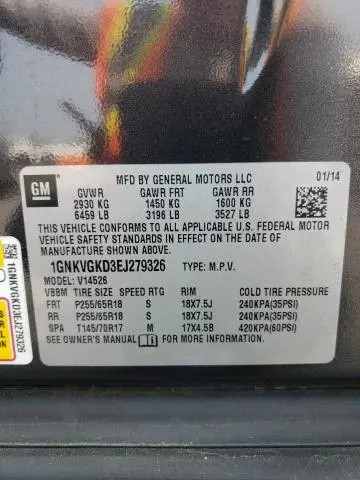 GM
MFD BY GENERAL MOTORS LLC 01/14
GVWR GAWR FRT GAWR RR
2930 KG 1450 KG 1600 KG
6459 LB 3196 LB 3527 LB
THIS VEHICLE CONFORMS TO ALL APPLICABLE U.S. FEDERAL MOTOR
VEHICLE SAFETY STANDARDS IN EFFECT ON THE DATE OF
MANUFACTURE SHOWN ABOVE.
1GNKVGKD3EJ279326 TYPE: M.P.V.
MODEL: V14526
VBBM TIRE SIZE SPEED RTG RIM COLD TIRE PRESSURE
FRT P255/65R18 S 18X7.5J 240KPA(35PSI)
RR P255/65R18 S 18X7.5J 240KPA(35PSI)
SPA T145/70R17 M 17X4.5B 420KPA(60PSI)
SEE OWNER'S MANUAL FOR MORE INFORMATION
1GNKVGKD3EJ279326